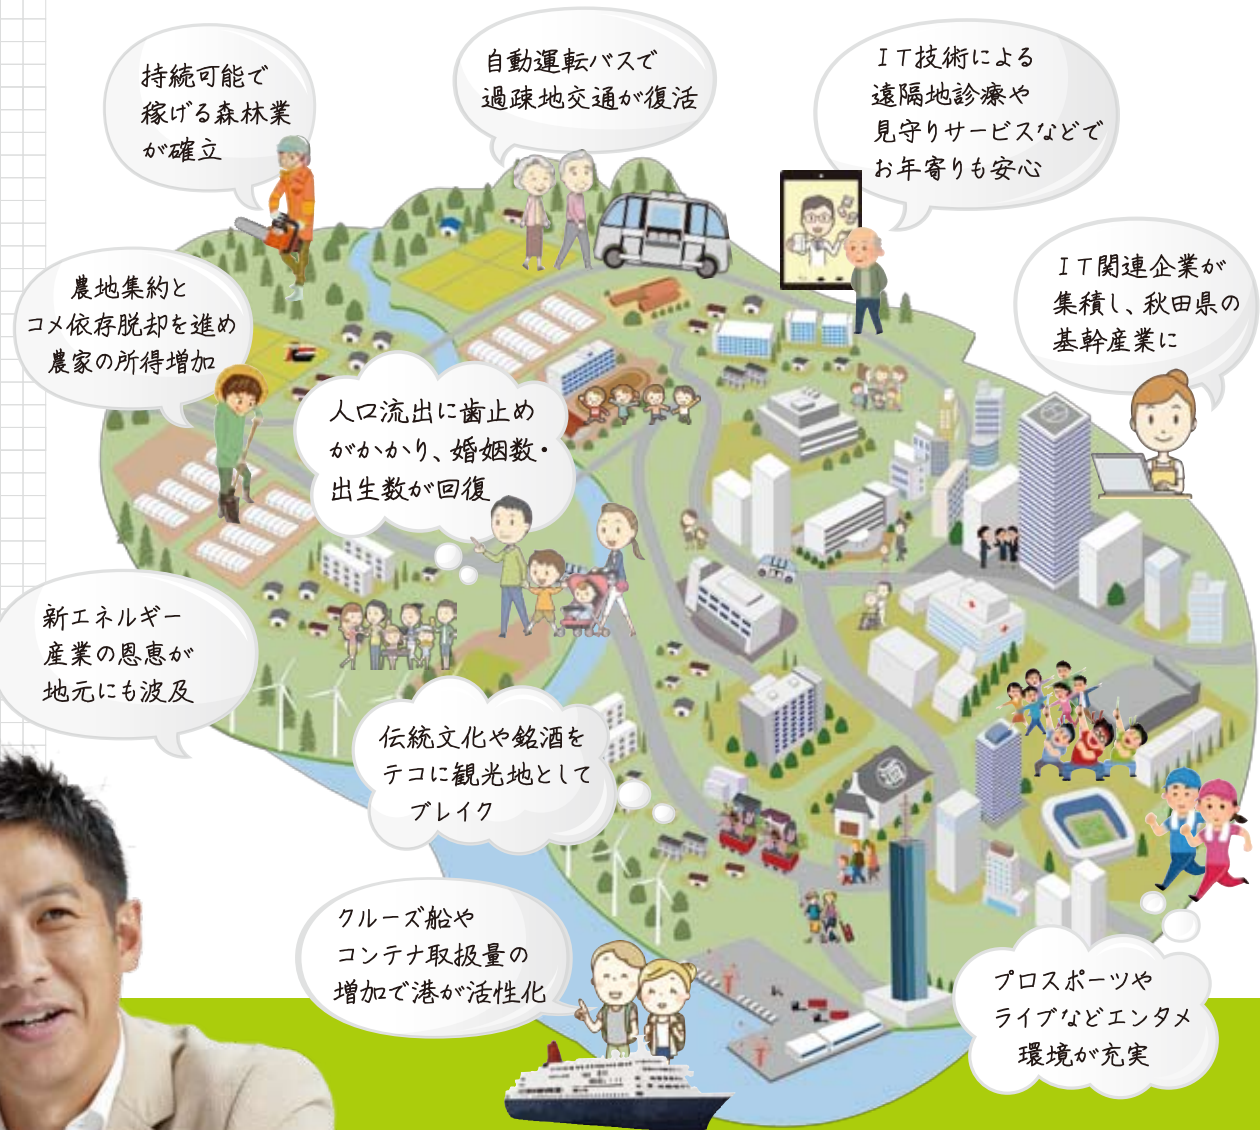 持続可能で
稼げる森林業
が確立
自動運転バスで
過疎地交通が復活
IT技術による
遠隔地診療や
見守りサービスなどで
お年寄りも安心
農地集約と
コメ依存脱却を進め
農家の所得増加
IT関連企業が
集積し、秋田県の
基幹産業に
人口流出に歯止め
がかかり、婚姻数・
出生数が回復
新エネルギー
産業の恩恵が
地元にも波及
伝統文化や銘酒を
テコに観光地として
ブレイク
酒
クルーズ船や
コンテナ取扱量の
増加で港が活性化
プロスポーツや
ライブなどエンタメ
環境が充実